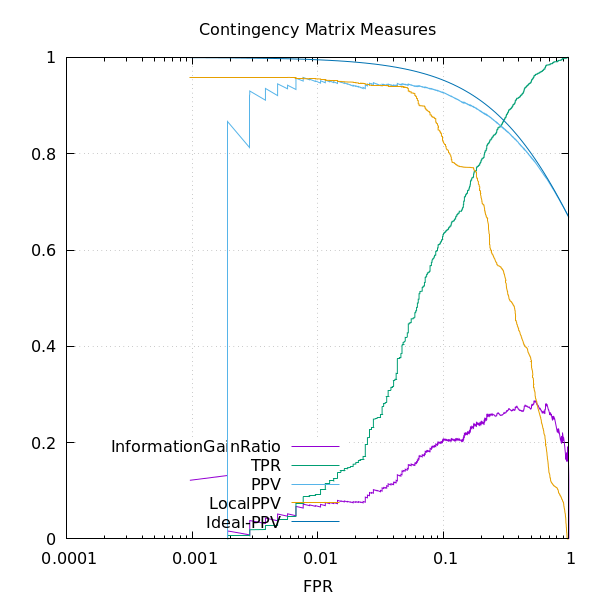 Contingency Matrix Measures
1
0.8
0.6
0.4
0.2
0
InformationGainRatio
TPR
PPV
LocalPPV
Ideal-PPV
0.0001
0.001
0.01
0.1
1
FPR